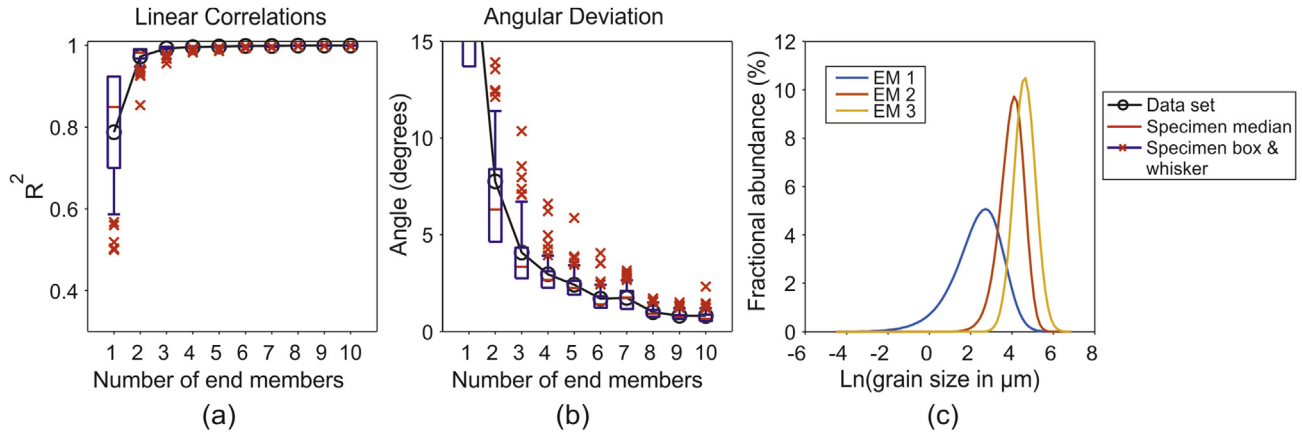 Linear Correlations
1
0.8
0.6
0.4
R2
1 2 3 4 5 6 7 8 9 10
Number of end members
(a)
Angular Deviation
15
10
5
0
Angle (degrees)
1 2 3 4 5 6 7 8 9 10
Number of end members
(b)
12
10
8
6
4
2
0
Fractional abundance (%)
EM 1
EM 2
EM 3
-6 -4 -2 0 2 4 6 8
Ln(grain size in μm)
(c)
Data set
Specimen median
Specimen box &
whisker